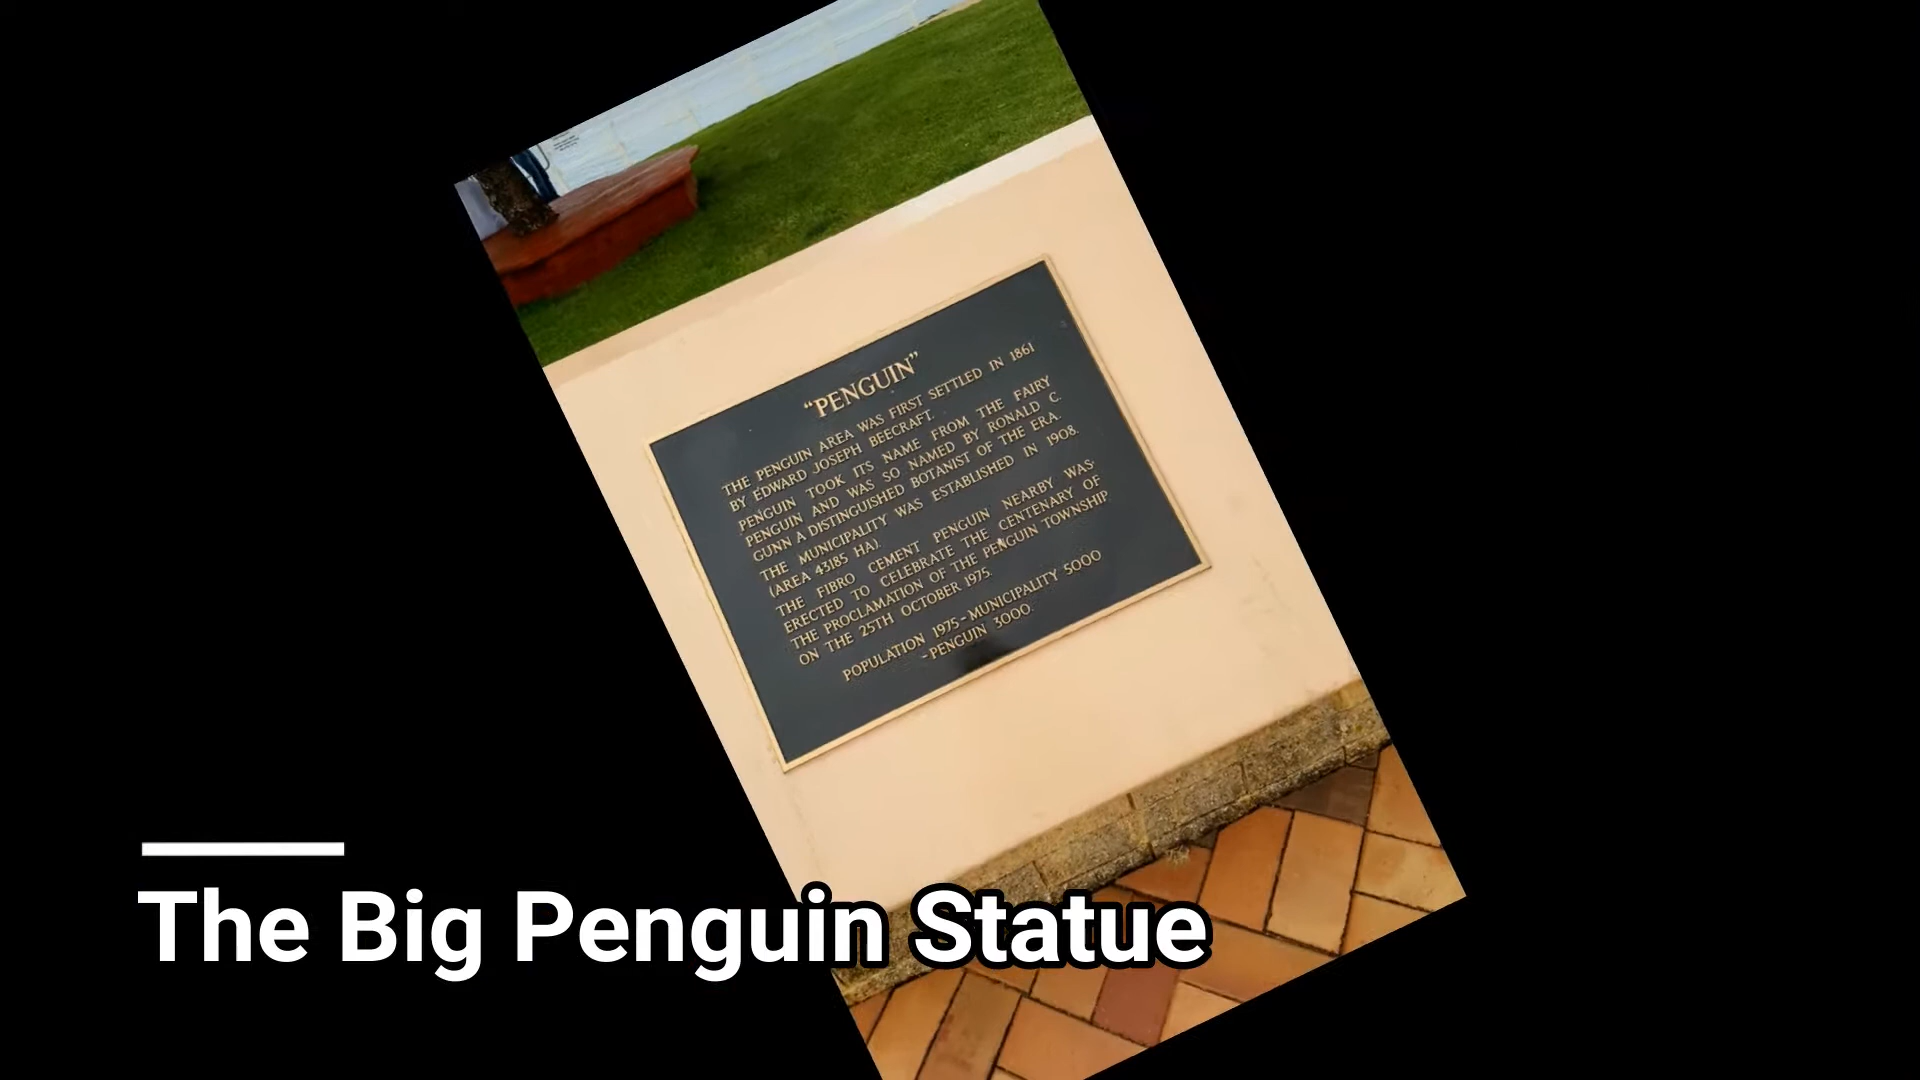 “PENGUIN”
THE PENGUIN AREA WAS FIRST SETTLED IN 1861
BY EDWARD JOSEPH BEECRAFT.
PENGUIN TOOK ITS NAME FROM THE FAIRY
PENGUIN AND WAS SO NAMED BY RONALD C.
GUNN A DISTINGUISHED BOTANIST OF THE ERA.
THE MUNICIPALITY WAS ESTABLISHED IN 1908.
(AREA 43185 HA).
THE FIBRO CEMENT PENGUIN NEARBY WAS
ERECTED TO CELEBRATE THE CENTENARY OF
THE PROCLAMATION OF THE PENGUIN TOWNSHIP
ON THE 25TH OCTOBER 1975.
POPULATION 1975 - MUNICIPALITY 5000
- PENGUIN 3000.
The Big Penguin Statue